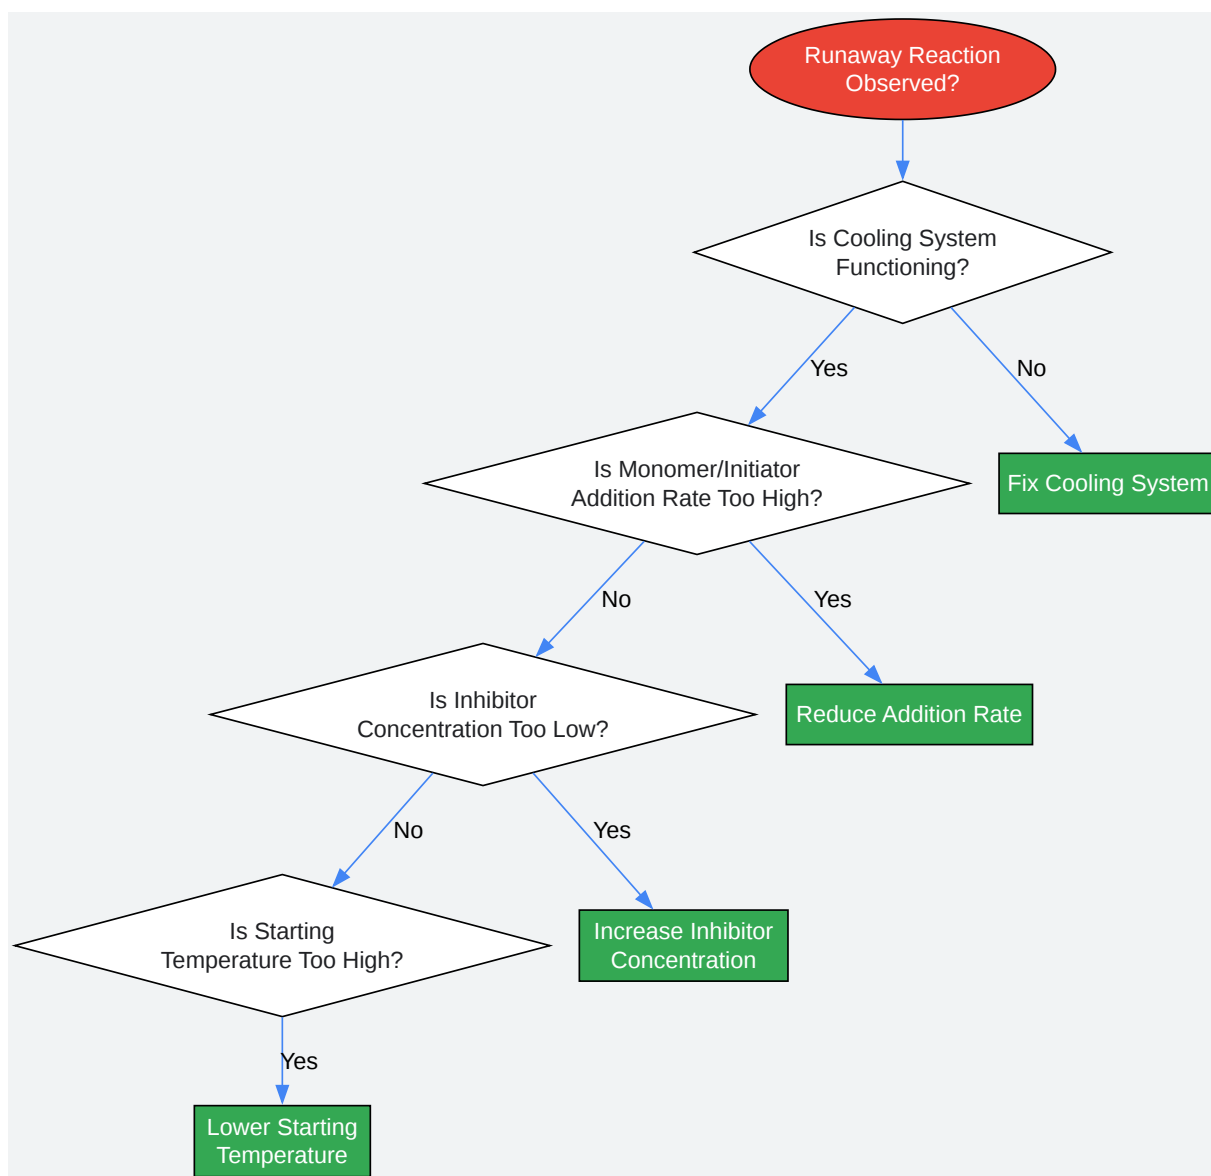 Runaway Reaction
Observed?
Is Cooling System
Functioning?
Yes
No
Is Monomer/Initiator
Addition Rate Too High?
Fix Cooling System
No
Yes
Is Inhibitor
Concentration Too Low?
Reduce Addition Rate
No
Yes
Is Starting
Temperature Too High?
Increase Inhibitor
Concentration
Yes
Lower Starting
Temperature